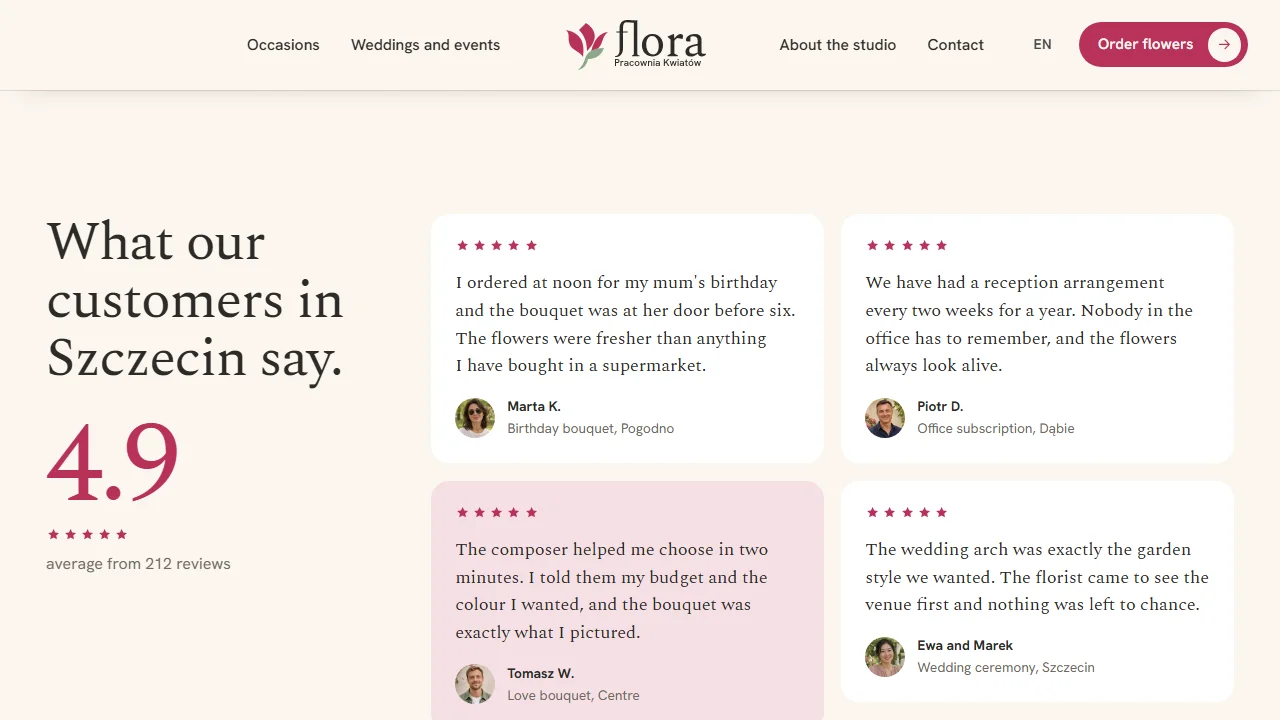 Occasions
Weddings and events
flora
Pracownia Kwiatów
About the studio
Contact
EN
Order flowers
What our
customers in
Szczecin say.
4.9
average from 212 reviews
I ordered at noon for my mum's birthday
and the bouquet was at her door before six.
The flowers were fresher than anything
I have bought in a supermarket.
Marta K.
Birthday bouquet, Pogodno
We have had a reception arrangement
every two weeks for a year. Nobody in the
office has to remember, and the flowers
always look alive.
Piotr D.
Office subscription, Dąbie
The composer helped me choose in two
minutes. I told them my budget and the
colour I wanted, and the bouquet was
exactly what I pictured.
Tomasz W.
Love bouquet, Centre
The wedding arch was exactly the garden
style we wanted. The florist came to see the
venue first and nothing was left to chance.
Ewa and Marek
Wedding ceremony, Szczecin